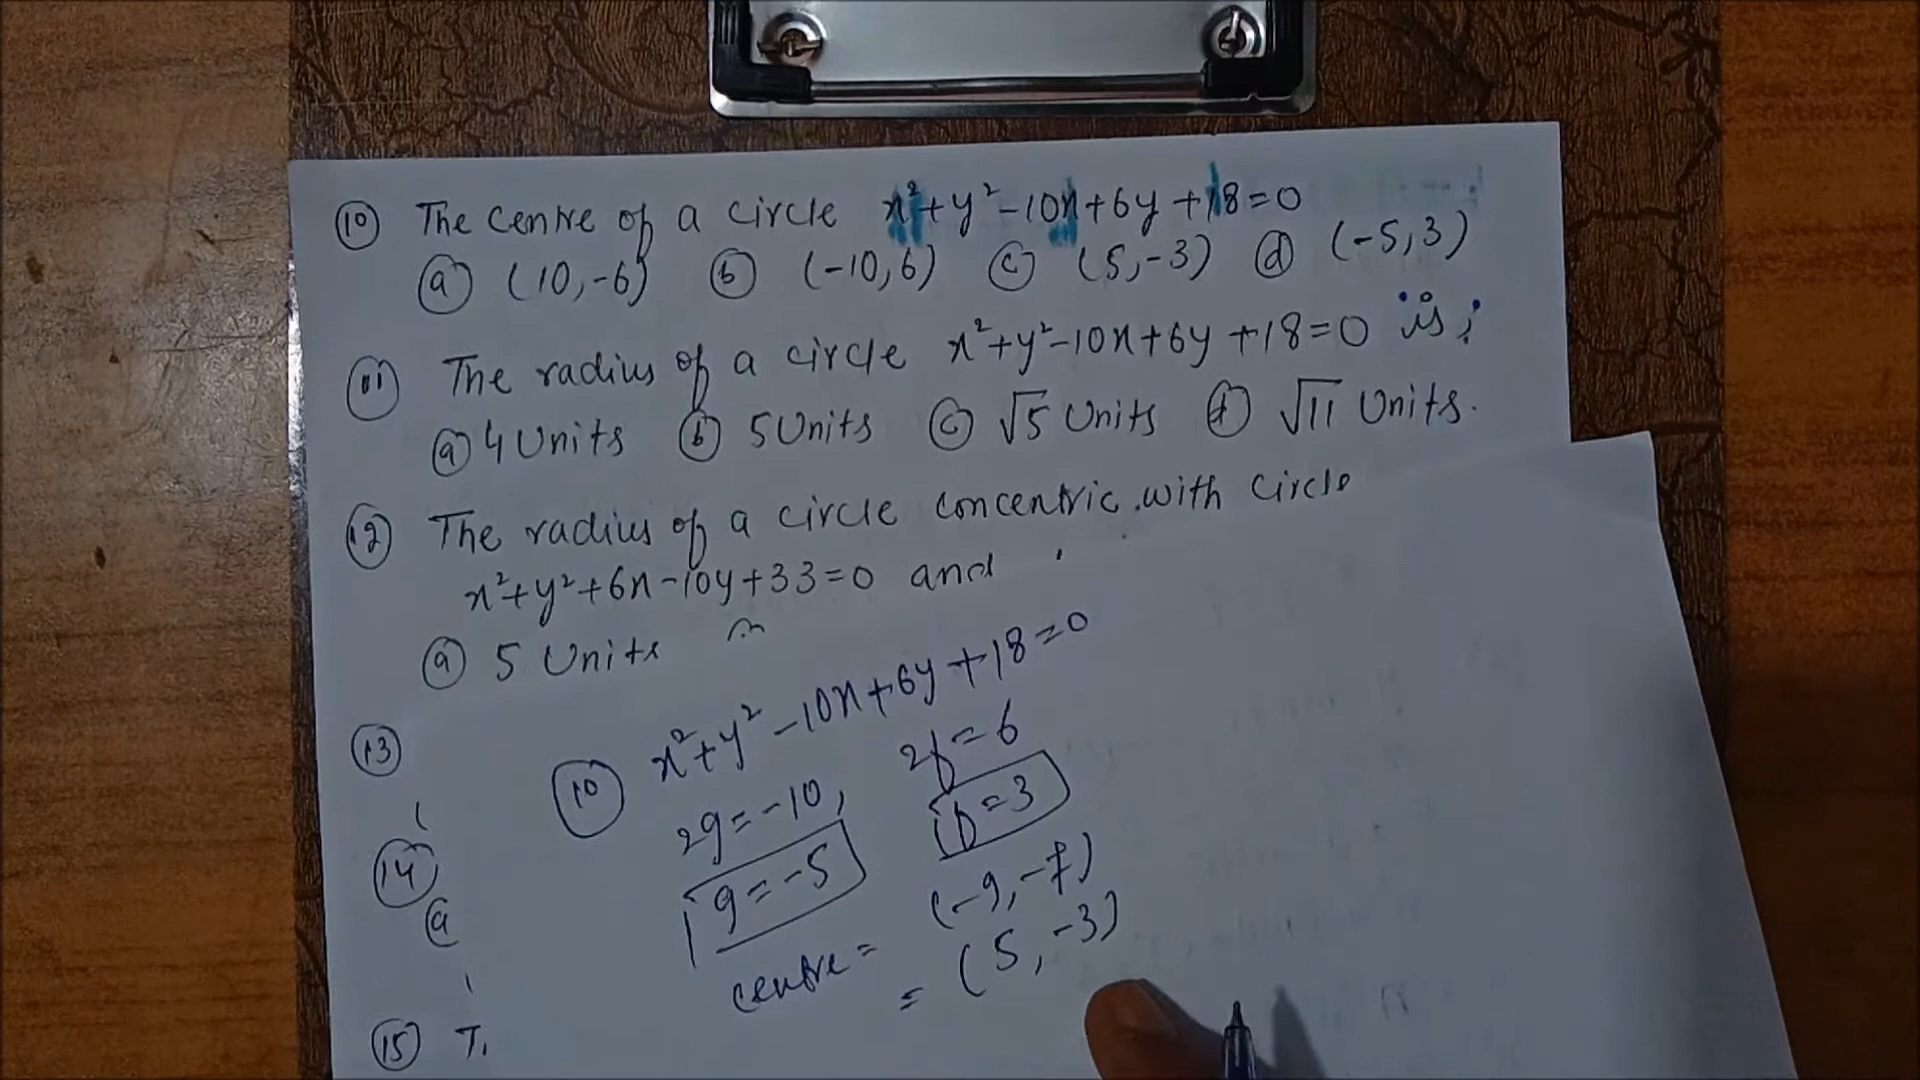 10 The centre of a circle x²+y²-10x+6y+18=0
a (10,-6) b (-10,6) c (5,-3) d (-5,3)
11 The radius of a circle x²+y²-10x+6y+18=0 is;
a 4 Units b 5 Units c √5 Units d √11 Units.
12 The radius of a circle concentric with circle
x²+y²+6x-10y+33=0 and
a 5 Units
13
14
a
15
10 x²+y²-10x+6y+18=0
2g=-10, 2f=6
g=-5 f=3
centre = (-g,-f)
= (5,-3)